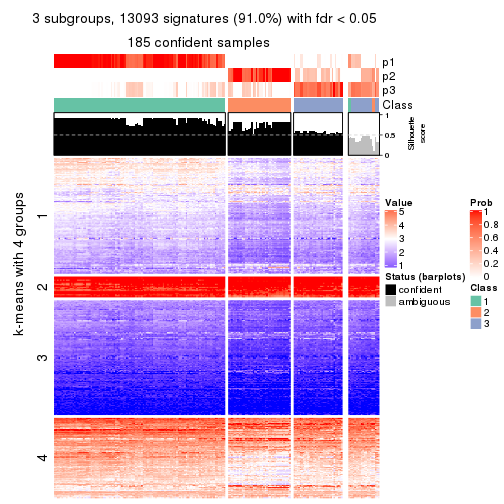 3 subgroups, 13093 signatures (91.0%) with fdr < 0.05
185 confident samples
p1
p2
p3
Class
1
0.5
0
Silhouette
score
k-means with 4 groups
1
2
3
4
Value
5
4
3
2
1
Status (barplots)
confident
ambiguous
Prob
1
0.8
0.6
0.4
0.2
0
Class
1
2
3